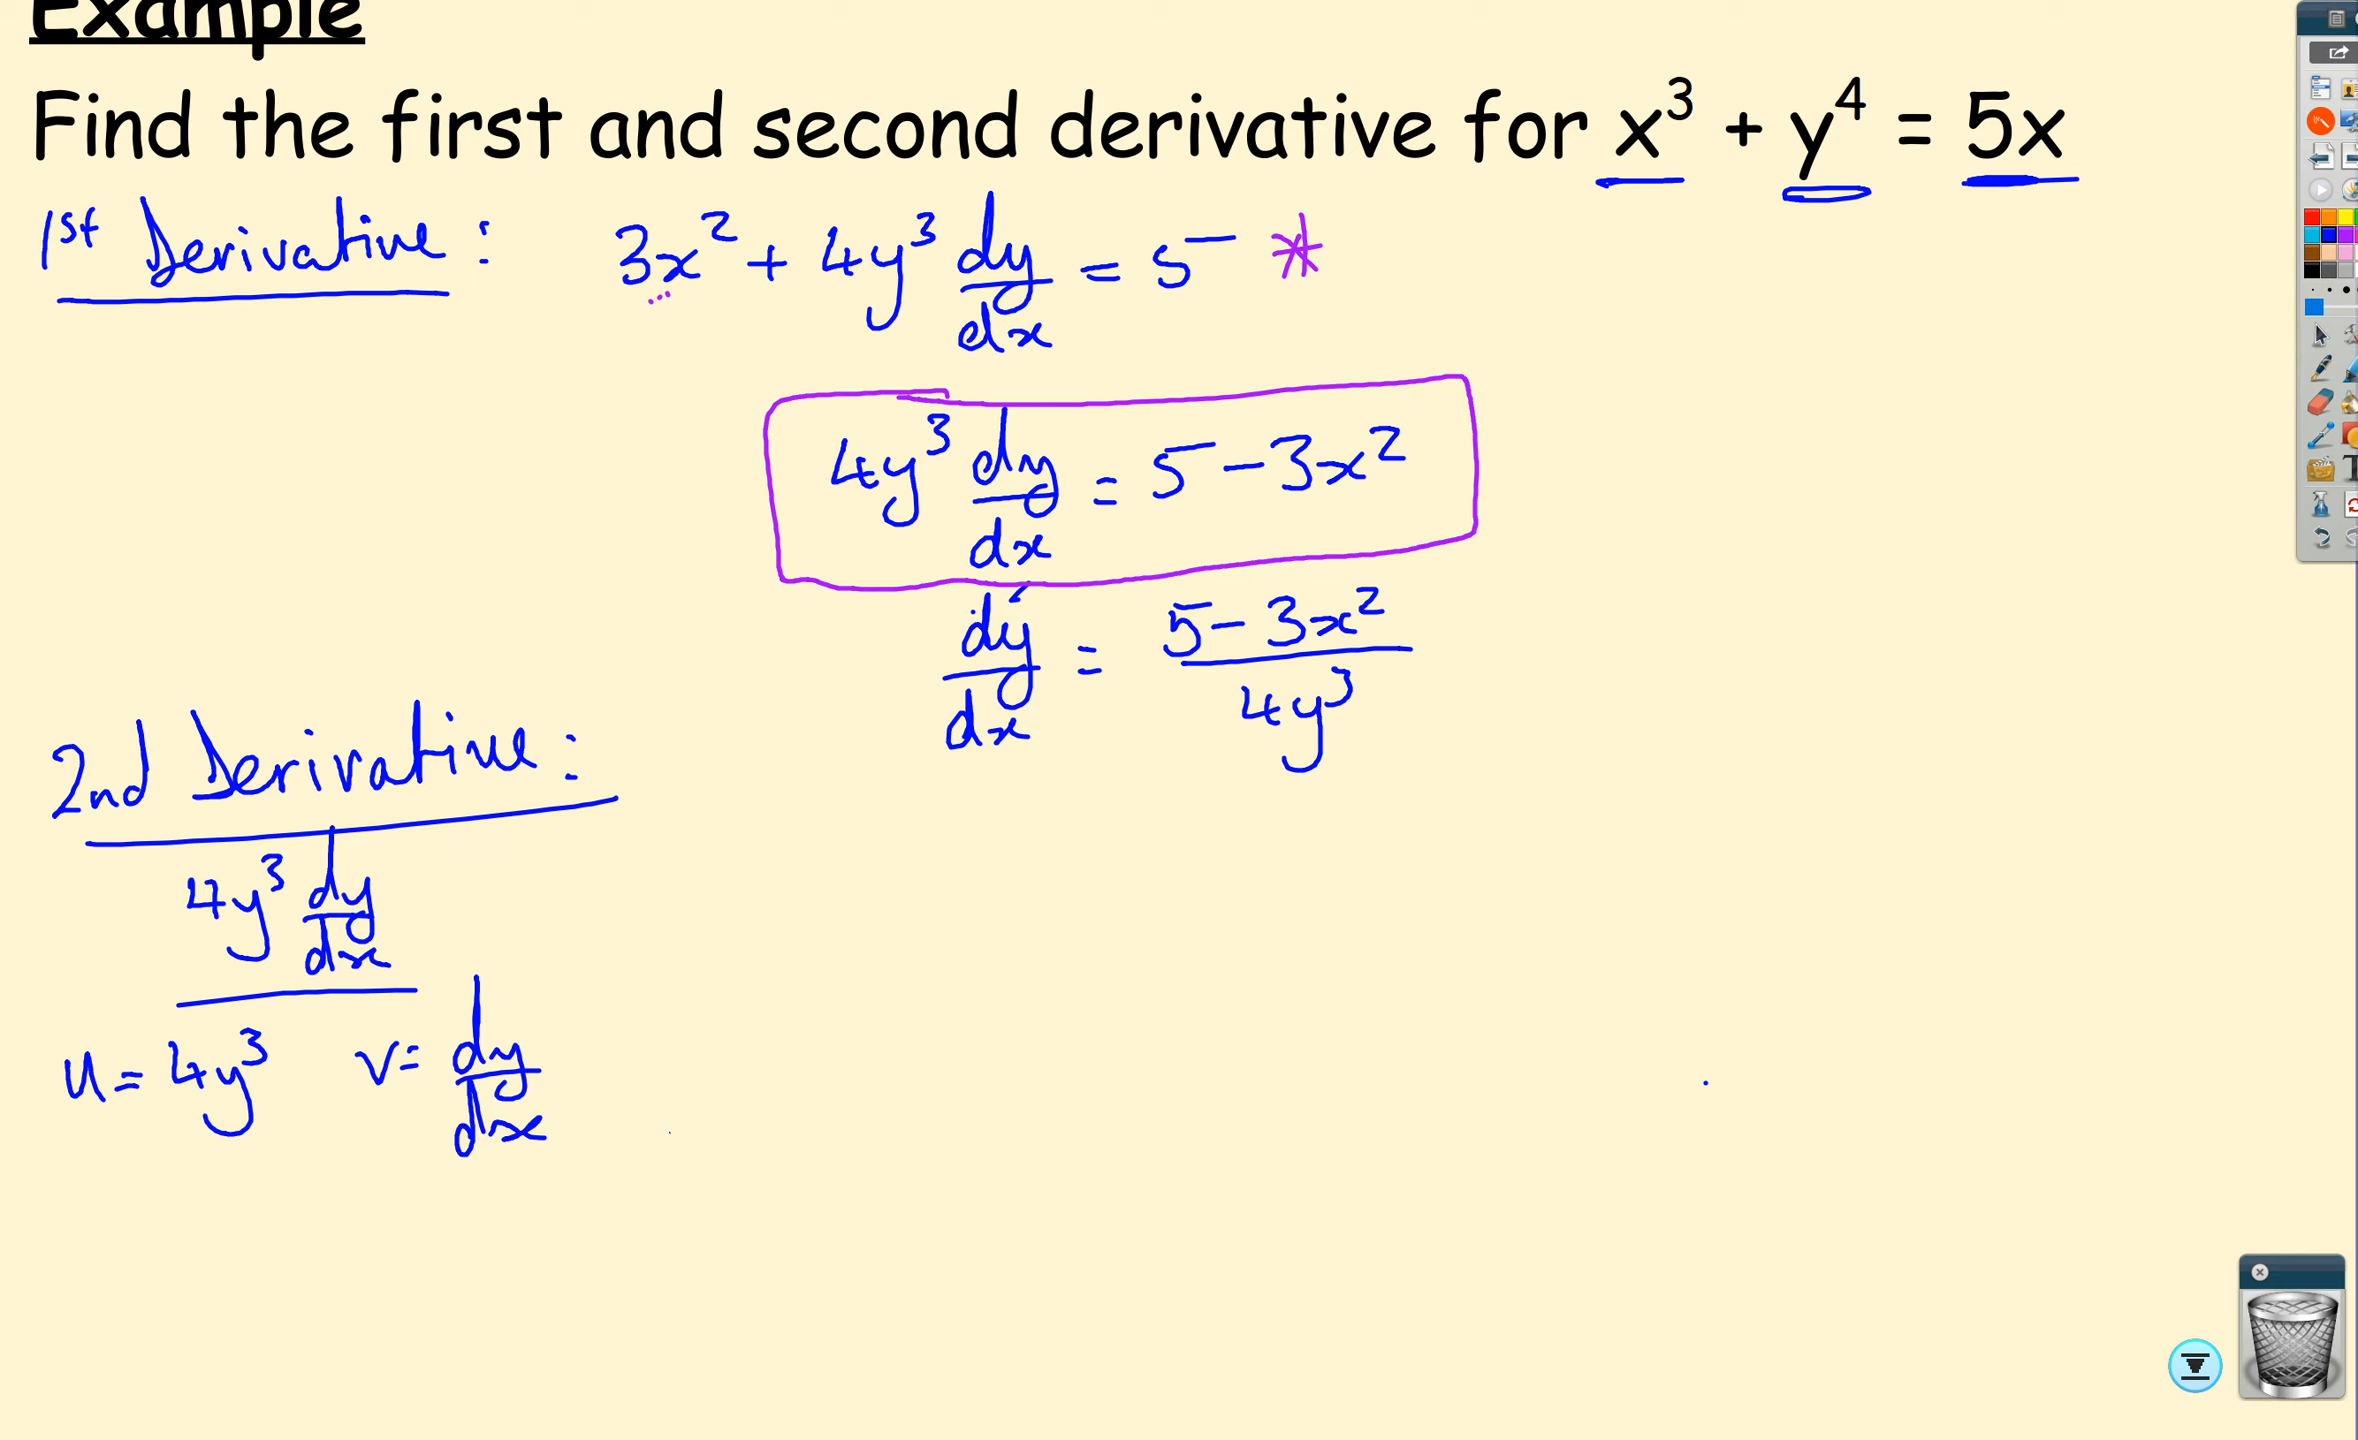 Example
Find the first and second derivative for x³ + y⁴ = 5x
1st Derivative: 3x² + 4y³ dy/dx = 5 *
4y³ dy/dx = 5 - 3x²
dy/dx = (5 - 3x²)/(4y³)
2nd Derivative:
4y³ dy/dx
u = 4y³ v = dy/dx